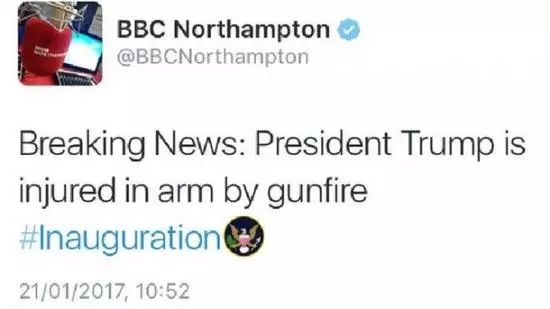 BBC Northampton
@BBCNorthampton
Breaking News: President Trump is
injured in arm by gunfire
#Inauguration
21/01/2017, 10:52